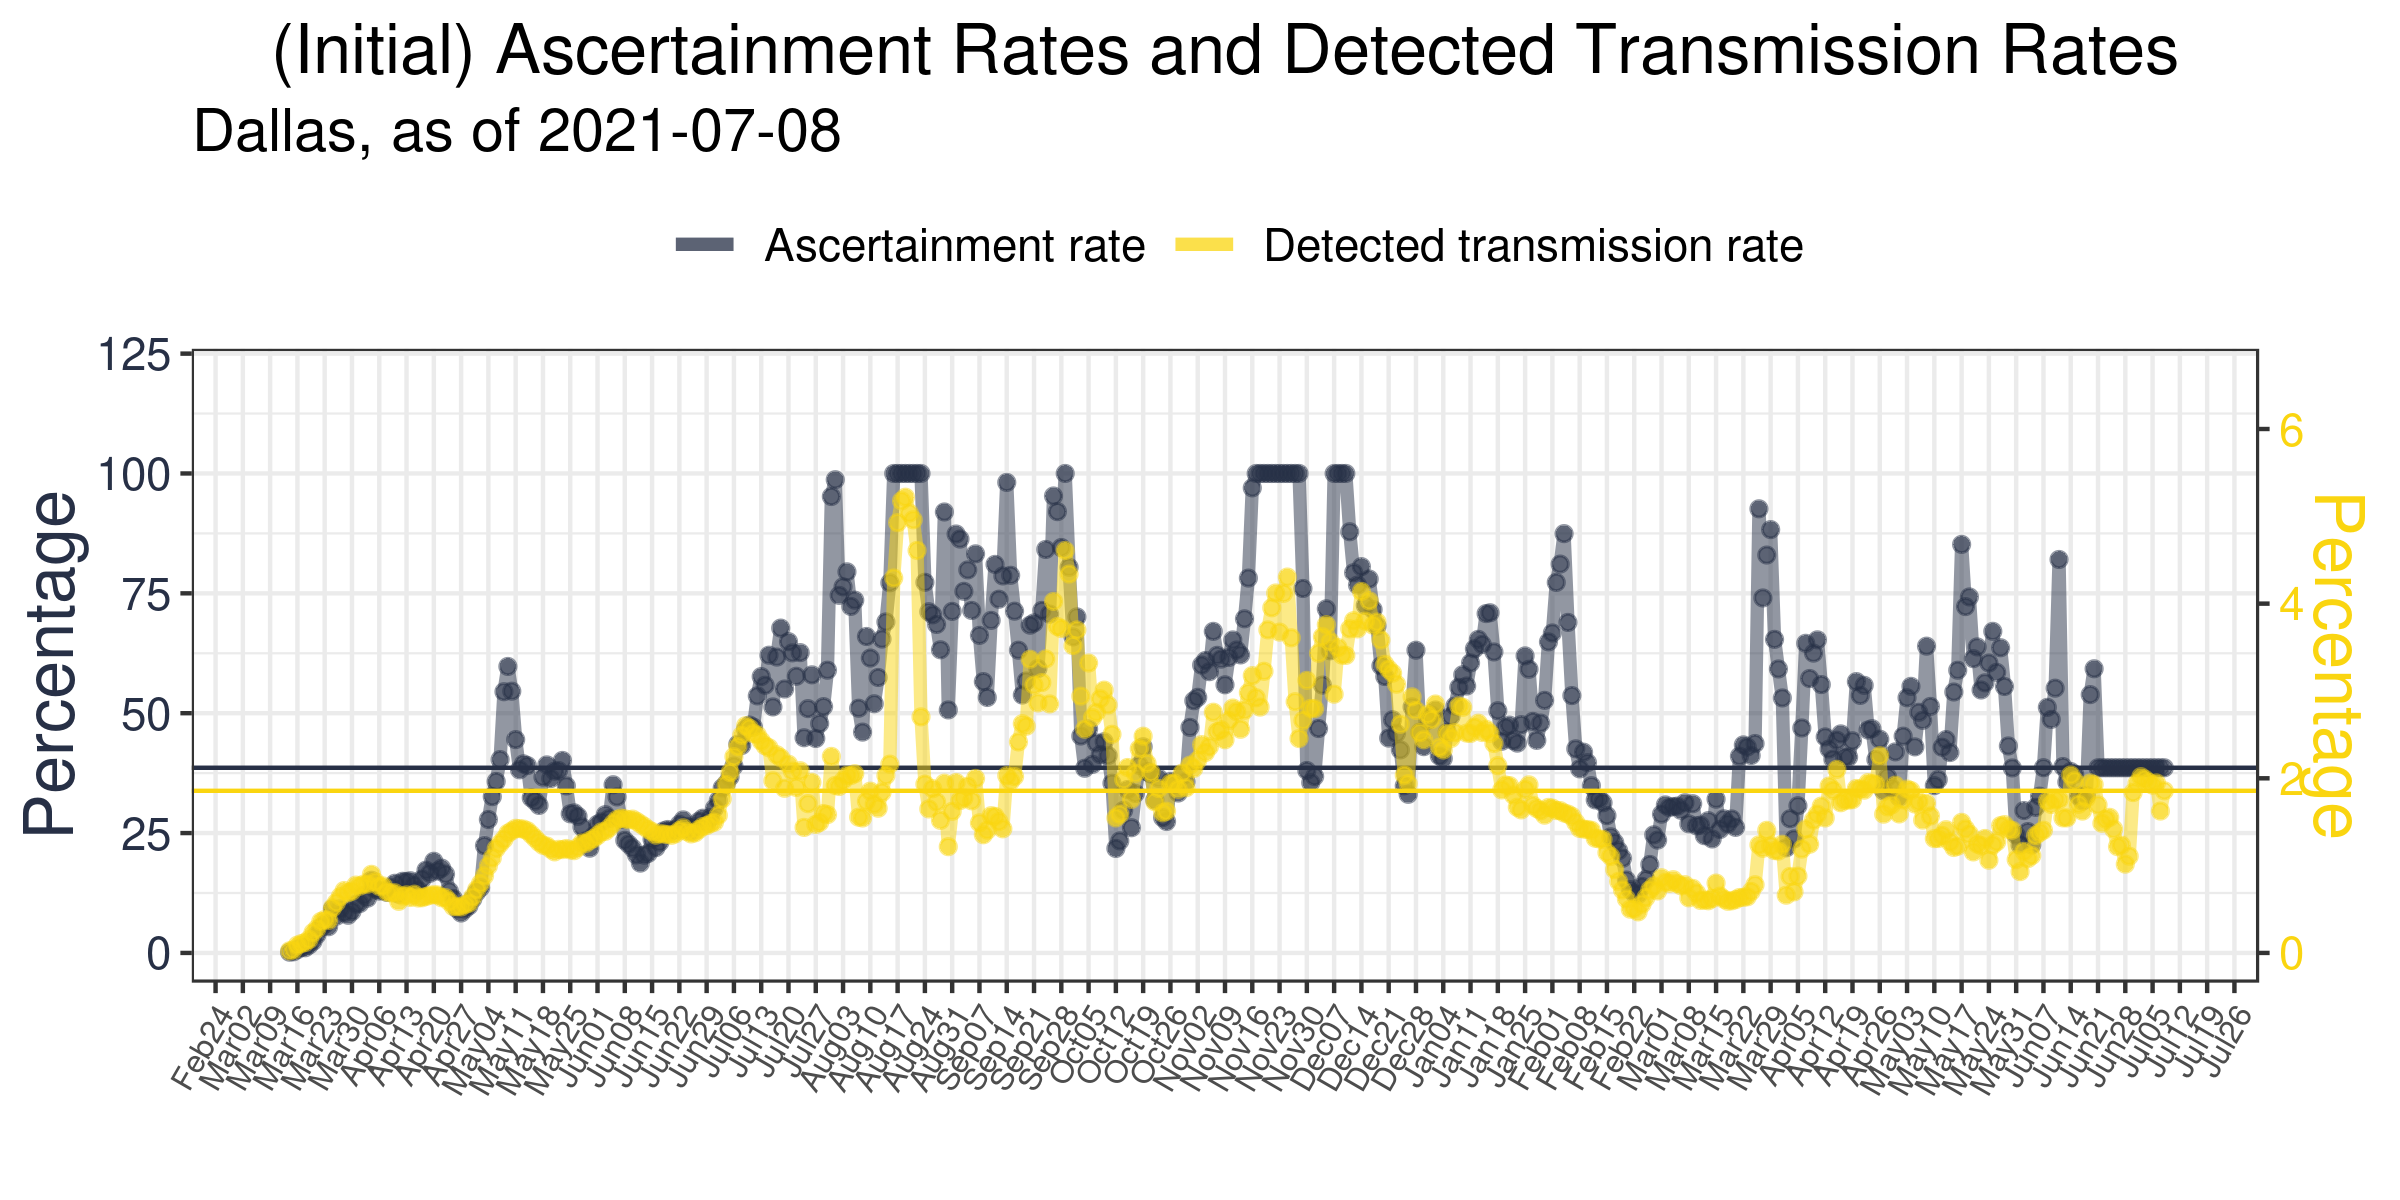 (Initial) Ascertainment Rates and Detected Transmission Rates
Dallas, as of 2021-07-08
Ascertainment rate
Detected transmission rate
125
100
75
50
25
0
Percentage
6
4
2
0
Percentage
Feb24
Mar02
Mar09
Mar16
Mar23
Mar30
Apr06
Apr13
Apr20
Apr27
May04
May11
May18
May25
Jun01
Jun08
Jun15
Jun22
Jun29
Jul06
Jul13
Jul20
Jul27
Aug03
Aug10
Aug17
Aug24
Aug31
Sep07
Sep14
Sep21
Sep28
Oct05
Oct12
Oct19
Oct26
Nov02
Nov09
Nov16
Nov23
Nov30
Dec07
Dec14
Dec21
Dec28
Jan04
Jan11
Jan18
Jan25
Feb01
Feb08
Feb15
Feb22
Mar01
Mar08
Mar15
Mar22
Mar29
Apr05
Apr12
Apr19
Apr26
May03
May10
May17
May24
May31
Jun07
Jun14
Jun21
Jun28
Jul05
Jul12
Jul19
Jul26